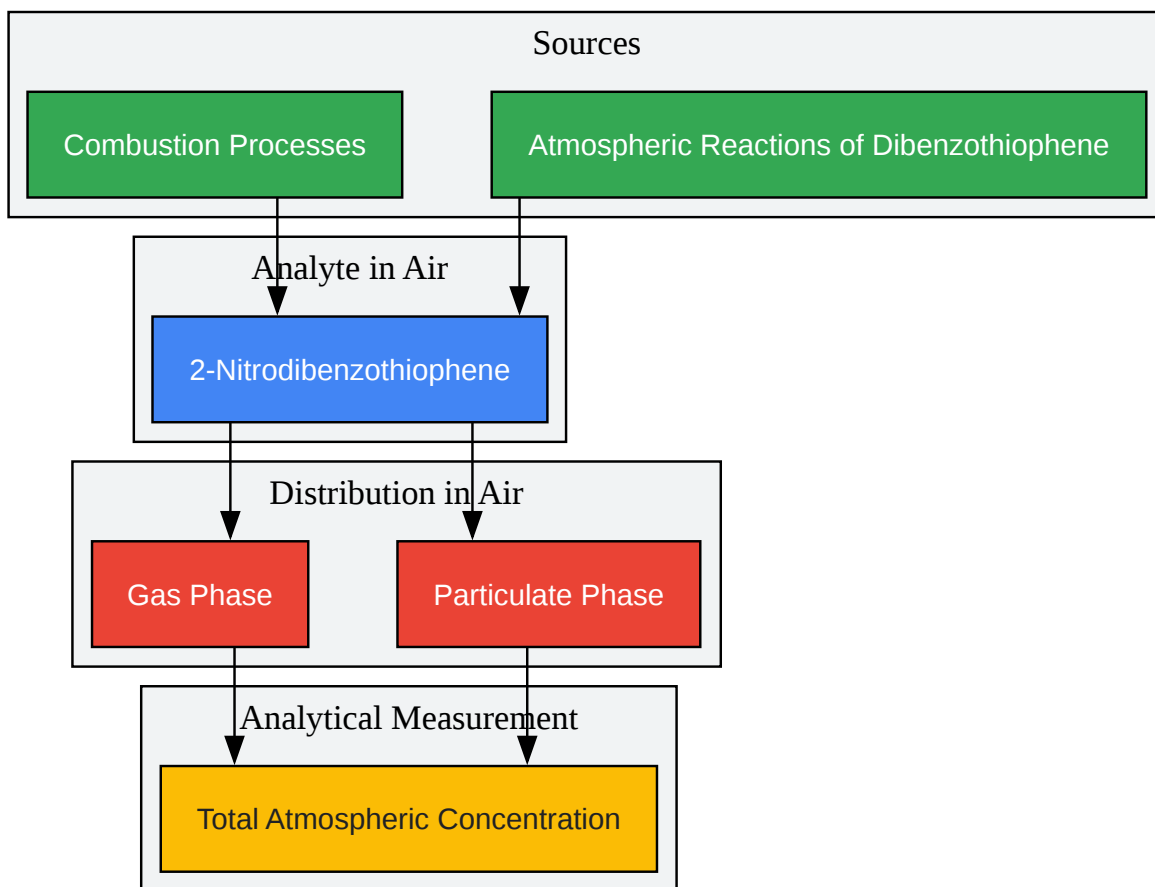 Sources
Combustion Processes
Atmospheric Reactions of Dibenzothiophene
Analyte in Air
2-Nitrodibenzothiophene
Distribution in Air
Gas Phase
Particulate Phase
Analytical Measurement
Total Atmospheric Concentration